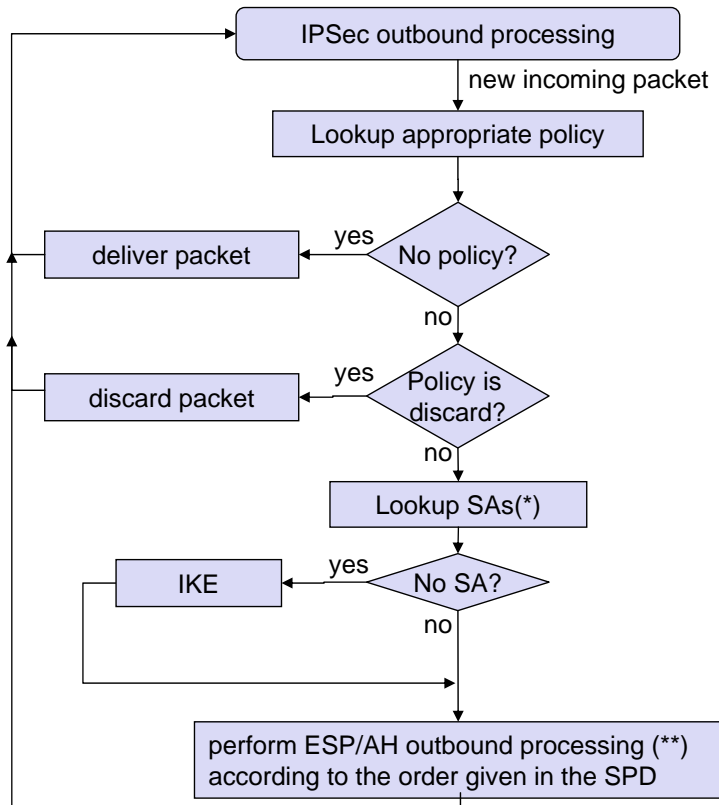 IPSec outbound processing
new incoming packet
Lookup appropriate policy
yes
deliver packet
No policy?
no
yes
discard packet
Policy is
discard?
no
Lookup SAs(*)
yes
IKE
No SA?
no
perform ESP/AH outbound processing (**)
according to the order given in the SPD